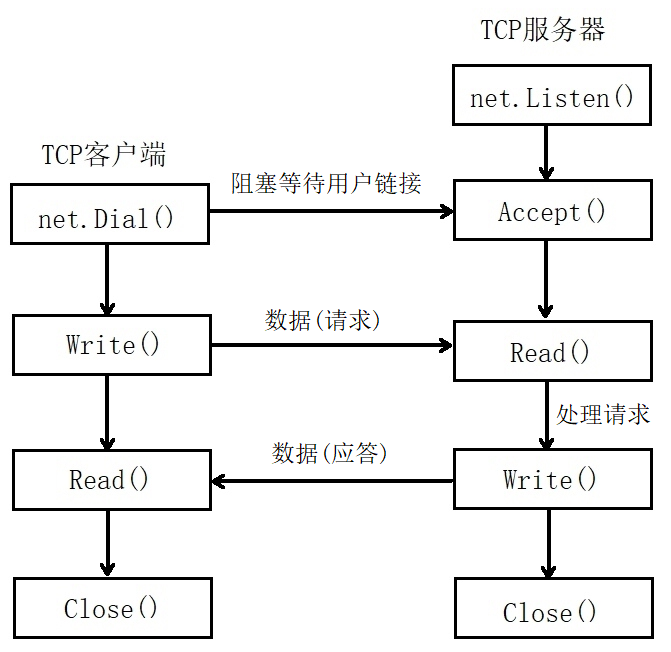 TCP服务器
net.Listen()
TCP客户端
阻塞等待用户链接
net.Dial()
Accept()
数据(请求)
Write()
Read()
处理请求
数据(应答)
Read()
Write()
Close()
Close()